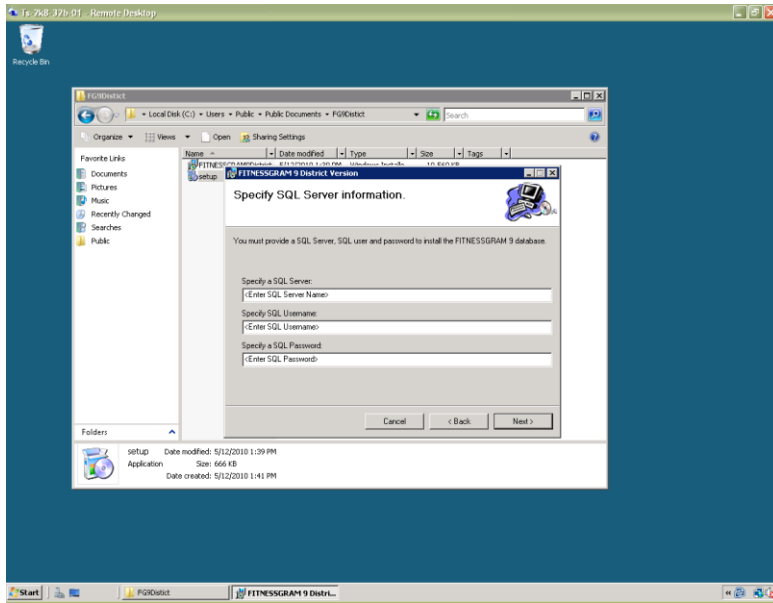 Ts-2k8-32b-01 - Remote Desktop
Recycle Bin
FG9Distict
Local Disk (C:) Users Public Public Documents FG9Distict
Search
Organize Views Open Sharing Settings
Favorite Links
Documents
Pictures
Music
Recently Changed
Searches
Public
Folders
Name Date modified Type Size Tags
setup
FITNESSGRAM 9 District Version
Specify SQL Server information.
You must provide a SQL Server, SQL user and password to install the FITNESSGRAM 9 database.
Specify a SQL Server:
<Enter SQL Server Name>
Specify SQL Username:
<Enter SQL Username>
Specify a SQL Password:
<Enter SQL Password>
Cancel < Back Next >
setup Date modified: 5/12/2010 1:39 PM
Application Size: 666 KB
Date created: 5/12/2010 1:41 PM
Start FG9Distict FITNESSGRAM 9 Distri...